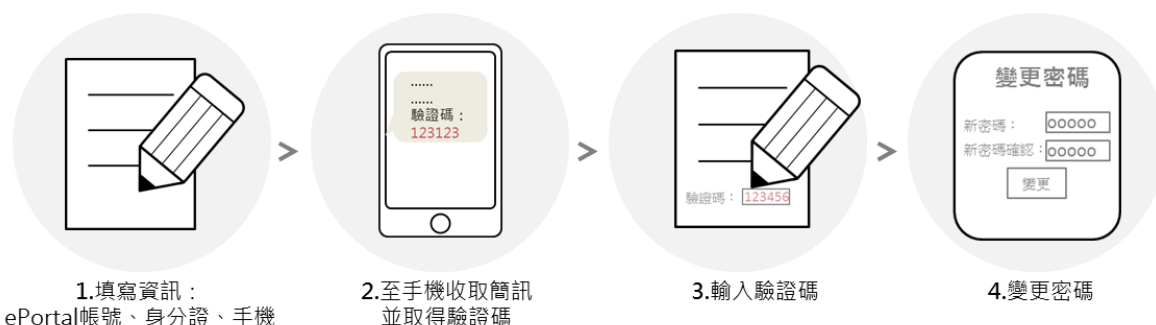 ......
......
驗證碼：
123123
驗證碼：
123456
變更密碼
新密碼：
ooooo
新密碼確認：
ooooo
變更
1.填寫資訊：
ePortal帳號、身分證、手機
2.至手機收取簡訊
並取得驗證碼
3.輸入驗證碼
4.變更密碼